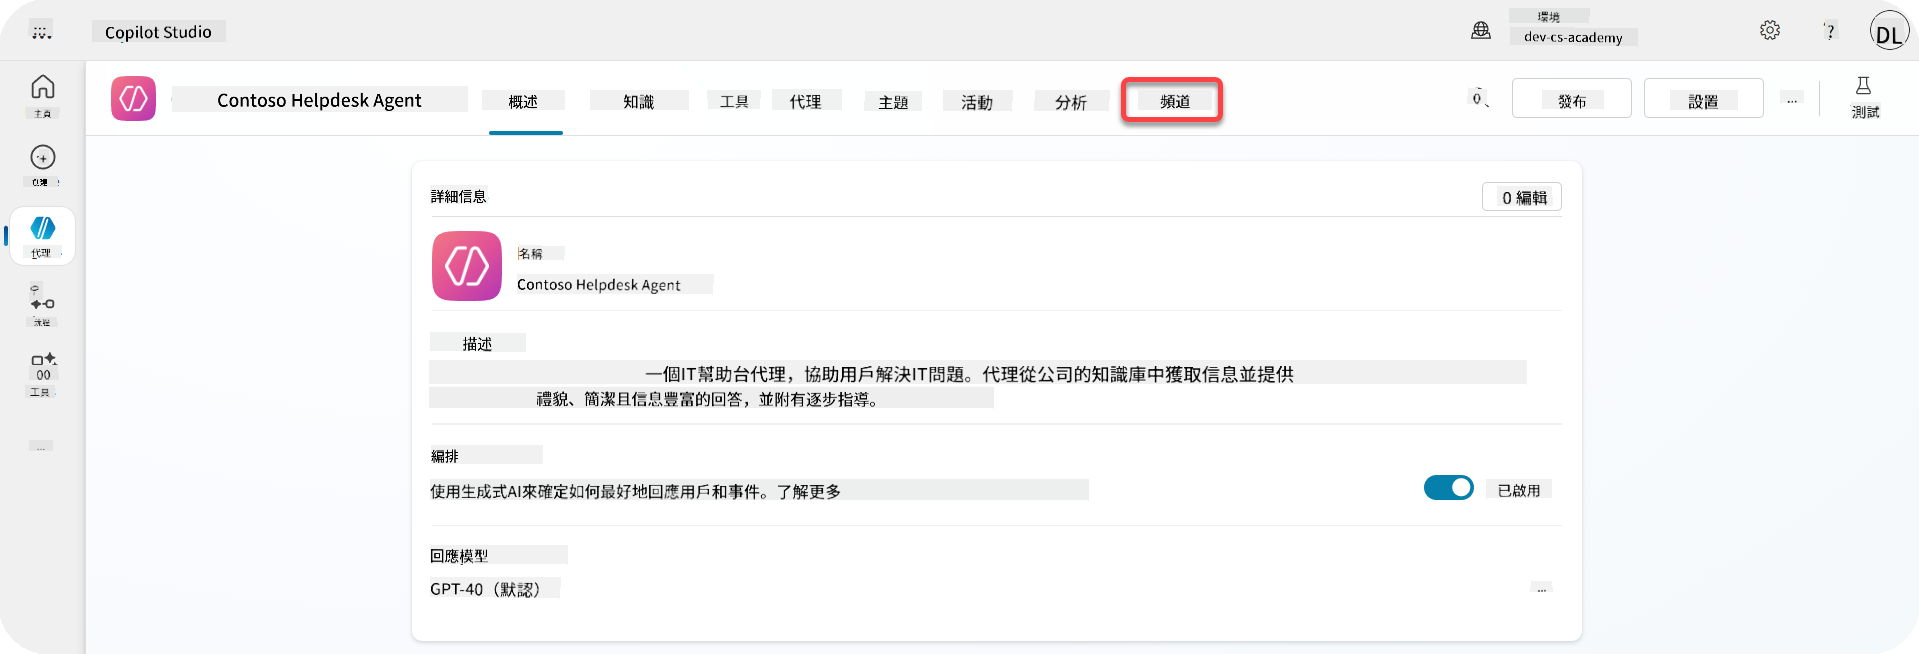 Copilot Studio
環境
dev-cs-academy
?
DL
主頁
代理
流程
工具
Contoso Helpdesk Agent
概述
知識
工具
代理
主題
活動
分析
頻道
發布
設置
...
測試
詳細信息
0 編輯
名稱
Contoso Helpdesk Agent
描述
一個IT幫助台代理，協助用戶解決IT問題。代理從公司的知識庫中獲取信息並提供
禮貌、簡潔且信息豐富的回答，並附有逐步指導。
編排
使用生成式AI來確定如何最好地回應用戶和事件。了解更多
已啟用
回應模型
GPT-40（默認）
...